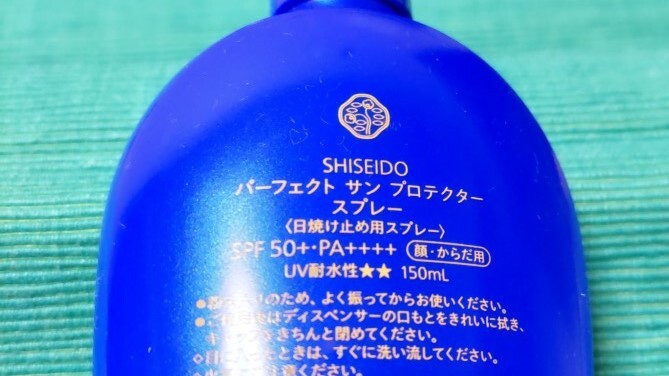 SHISEIDO
パーフェクト サン プロテクター
スプレー
〈日焼け止め用スプレー〉
SPF 50+・PA++++ 顔・からだ用
UV耐水性★★ 150mL
のため、よく振ってからお使いください。
はディスペンサーの口もとをきれいに拭き、
きちんと閉めてください。
ときは、すぐに洗い流してください。
ください。